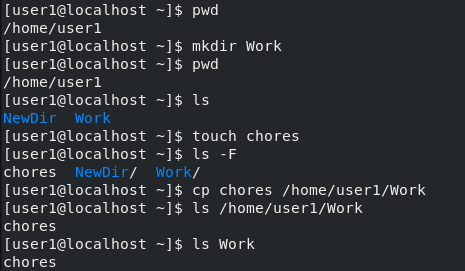 [user1@localhost ~]$ pwd
/home/user1
[user1@localhost ~]$ mkdir Work
[user1@localhost ~]$ pwd
/home/user1
[user1@localhost ~]$ ls
NewDir  Work
[user1@localhost ~]$ touch chores
[user1@localhost ~]$ ls -F
chores  NewDir/  Work/
[user1@localhost ~]$ cp chores /home/user1/Work
[user1@localhost ~]$ ls /home/user1/Work
chores
[user1@localhost ~]$ ls Work
chores